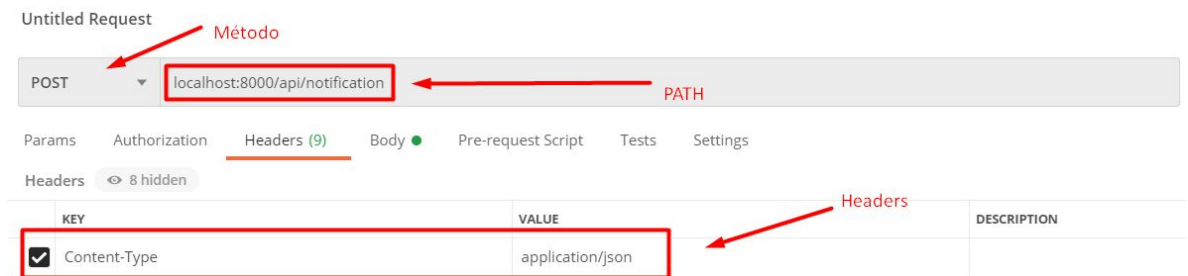 Untitled Request
Método
POST localhost:8000/api/notification
PATH
Params Authorization Headers (9) Body Pre-request Script Tests Settings
Headers 8 hidden
Headers
KEY VALUE DESCRIPTION
Content-Type application/json